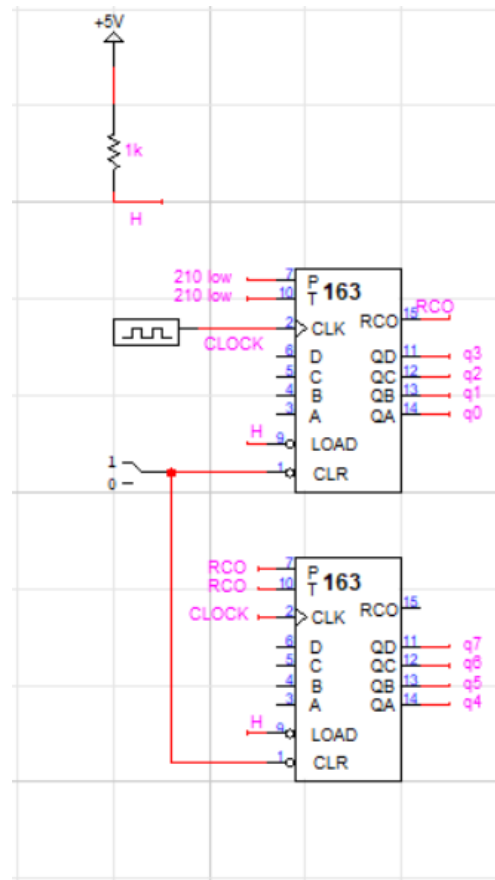 +5V
1k
H
210 low 7 P 163
210 low 10 T
15 RCO RCO
CLOCK 2 CLK
6 D QD 11 q3
5 C QC 12 q2
4 B QB 13 q1
3 A QA 14 q0
H 9 LOAD
1
0
1 CLR
RCO 7 P 163
RCO 10 T
CLOCK 2 CLK RCO 15
6 D QD 11 q7
5 C QC 12 q6
4 B QB 13 q5
3 A QA 14 q4
H 9 LOAD
1 CLR